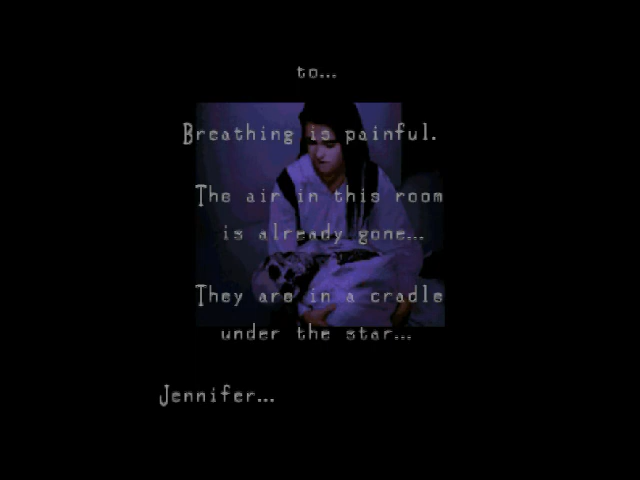 to...
Breathing is painful.
The air in this room
is already gone...
They are in a cradle
under the star...
Jennifer...